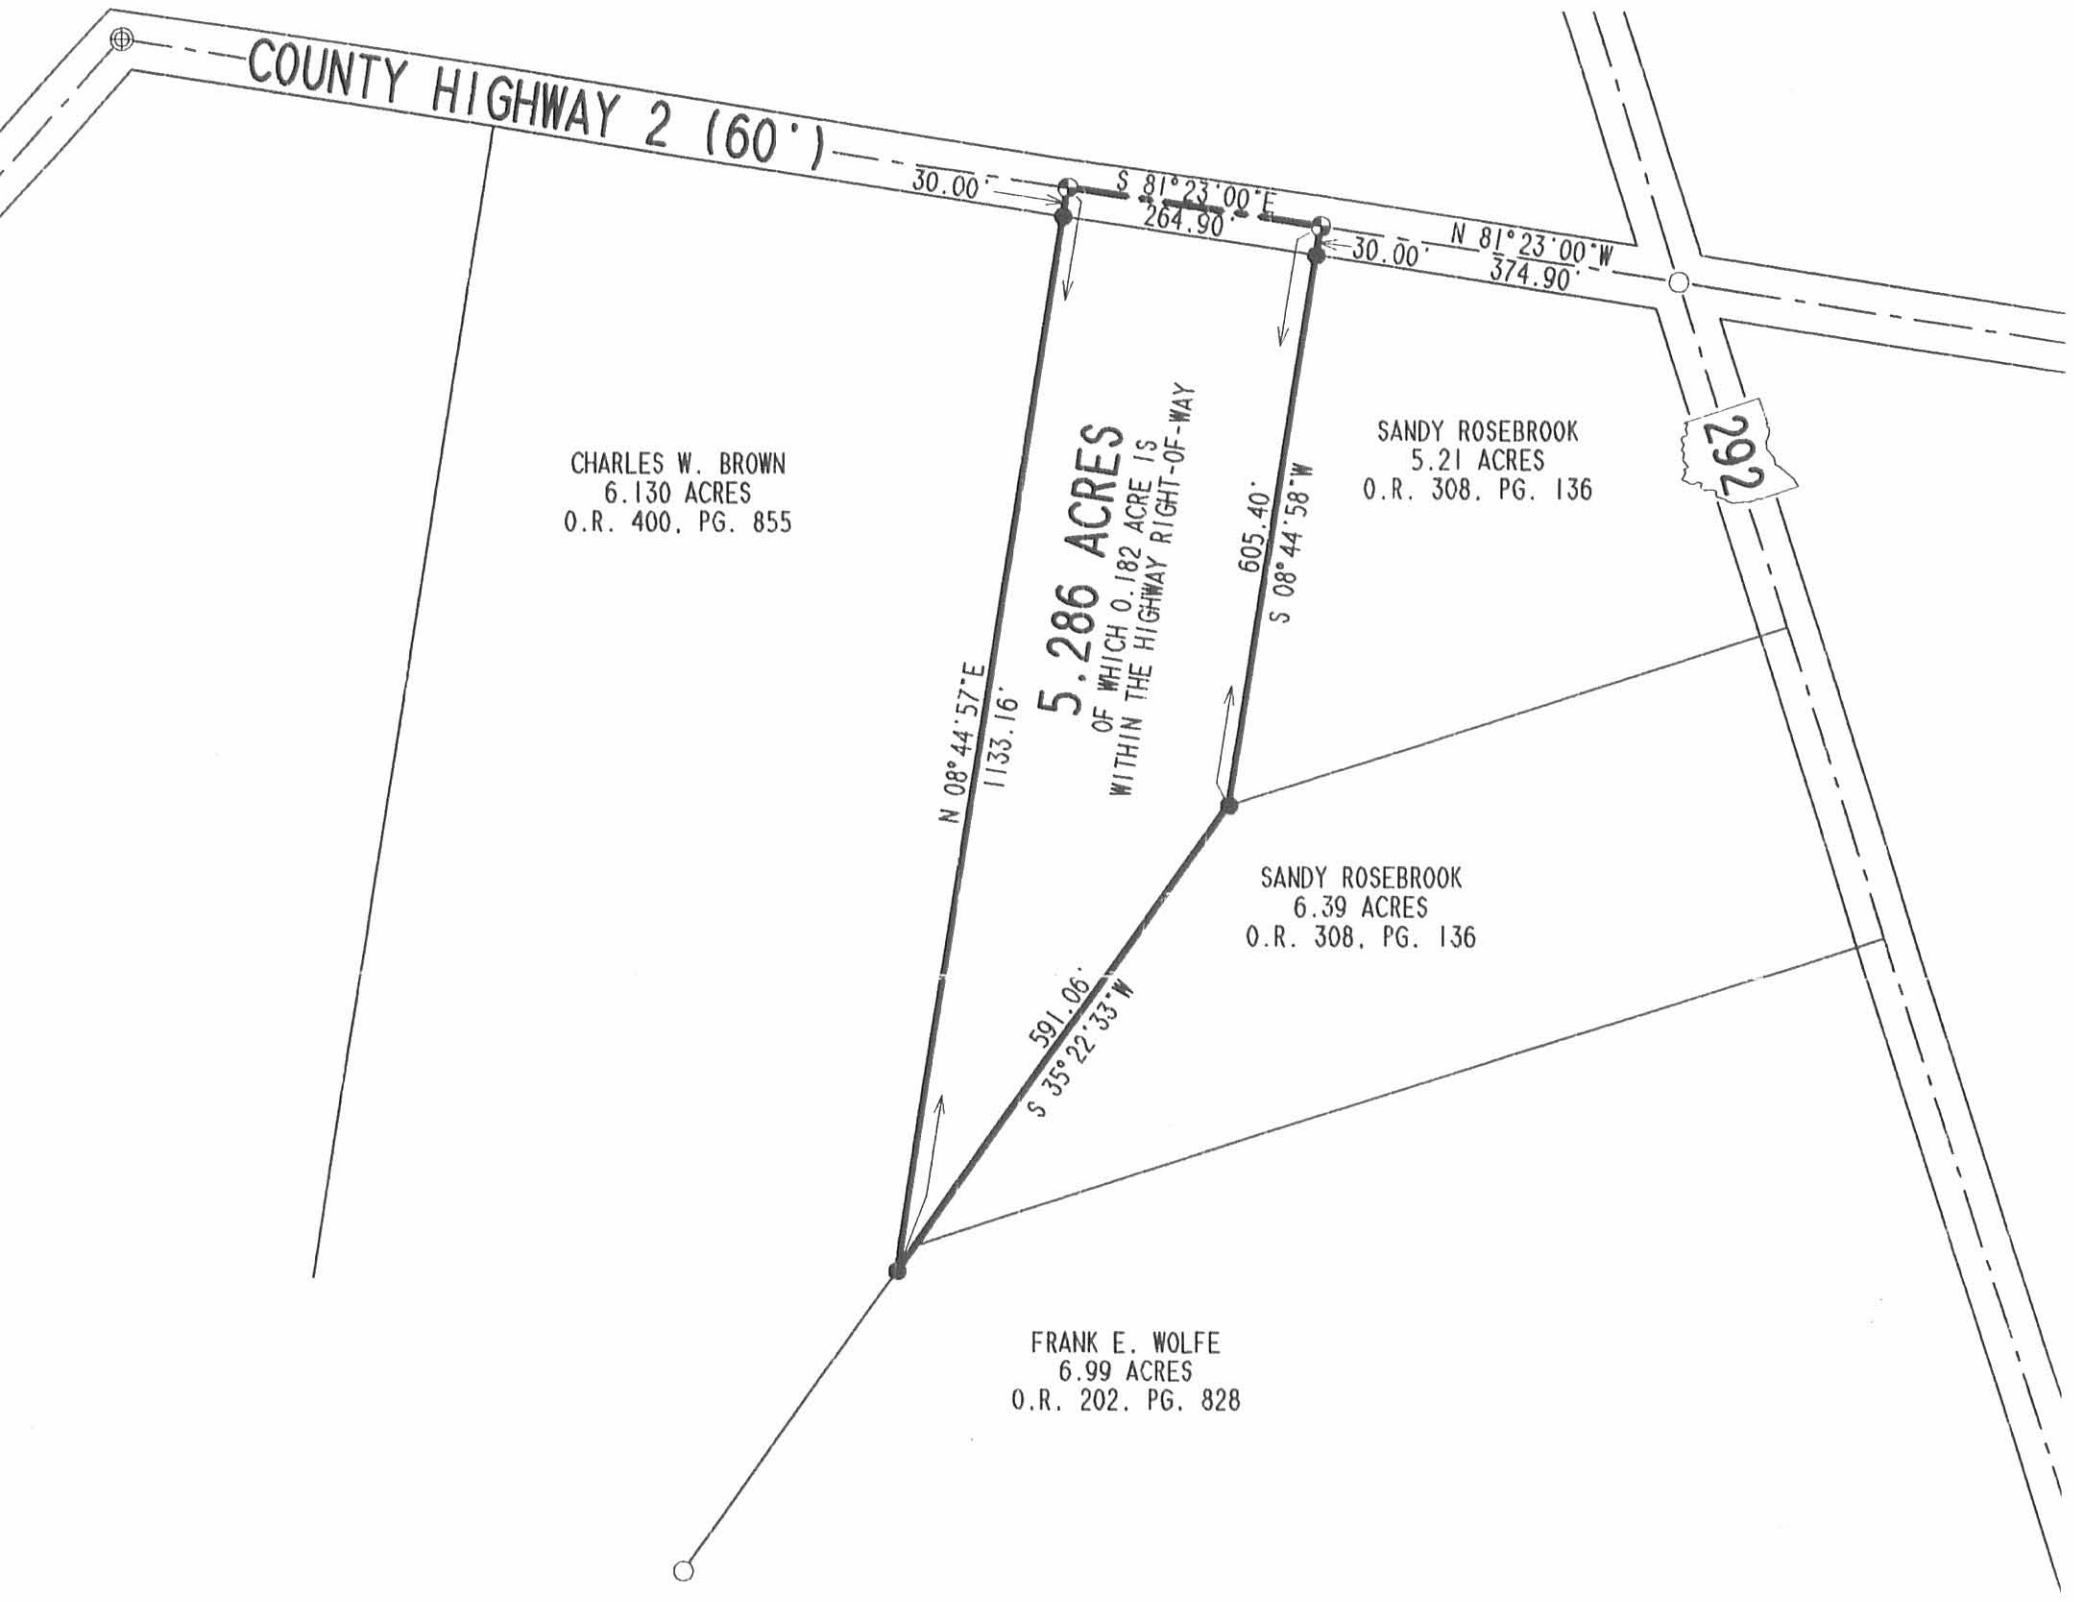 COUNTY HIGHWAY 2 (60')
30.00'
S 81°23'00"E
264.90'
30.00'
N 81°23'00"W
374.90'
292
CHARLES W. BROWN
6.130 ACRES
O.R. 400, PG. 855
N 08°44'57"E
1133.16'
5.286 ACRES
OF WHICH 0.182 ACRE IS
WITHIN THE HIGHWAY RIGHT-OF-WAY
605.40'
S 08°44'58"W
SANDY ROSEBROOK
5.21 ACRES
O.R. 308, PG. 136
SANDY ROSEBROOK
6.39 ACRES
O.R. 308, PG. 136
591.06'
S 35°22'33"W
FRANK E. WOLFE
6.99 ACRES
O.R. 202, PG. 828